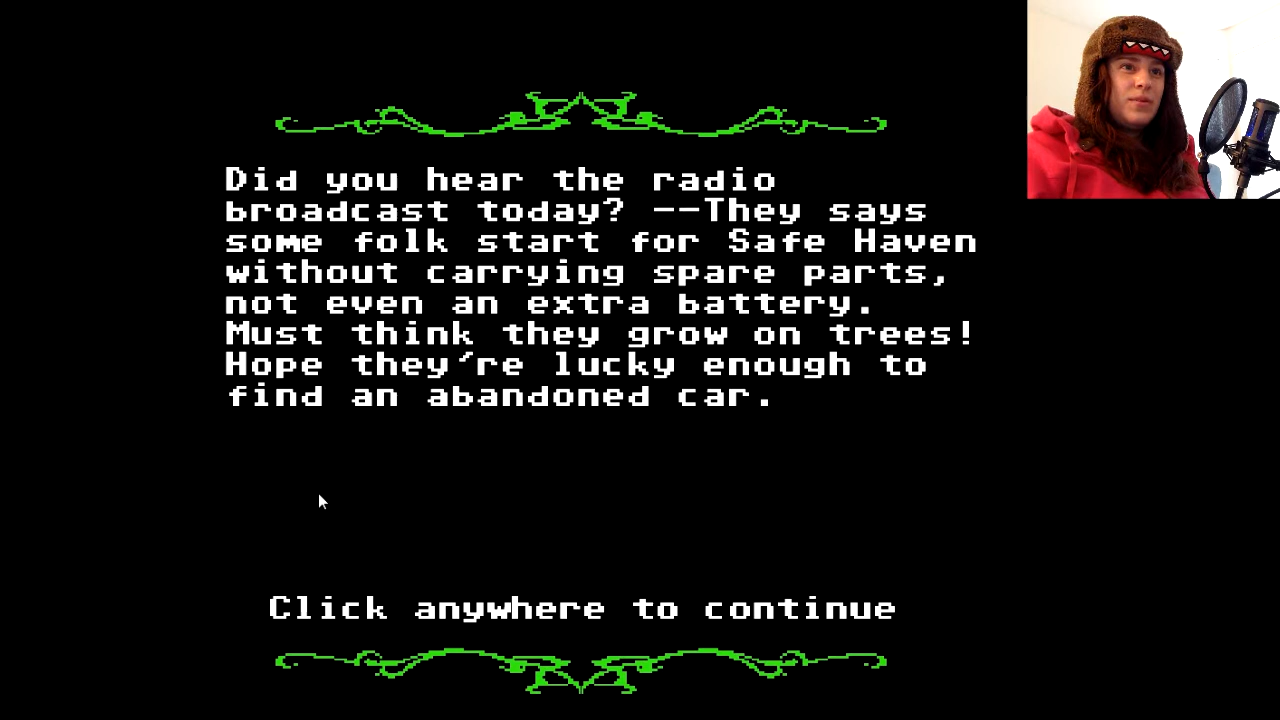 Did you hear the radio
broadcast today? --They says
some folk start for Safe Haven
without carrying spare parts,
not even an extra battery.
Must think they grow on trees!
Hope they're lucky enough to
find an abandoned car.
Click anywhere to continue